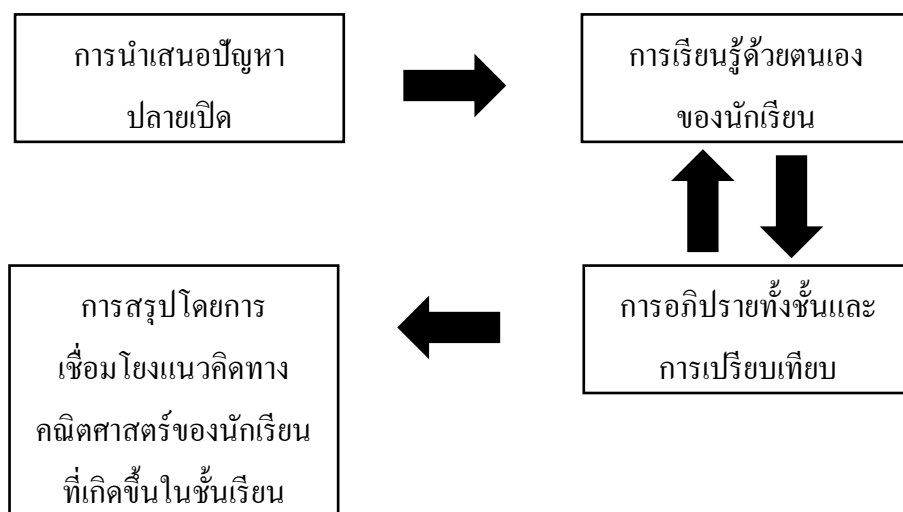 การนำเสนอปัญหา
ปลายเปิด
การเรียนรู้ด้วยตนเอง
ของนักเรียน
การอภิปรายทั้งชั้นและ
การเปรียบเทียบ
การสรุปโดยการ
เชื่อมโยงแนวคิดทาง
คณิตศาสตร์ของนักเรียน
ที่เกิดขึ้นในชั้นเรียน